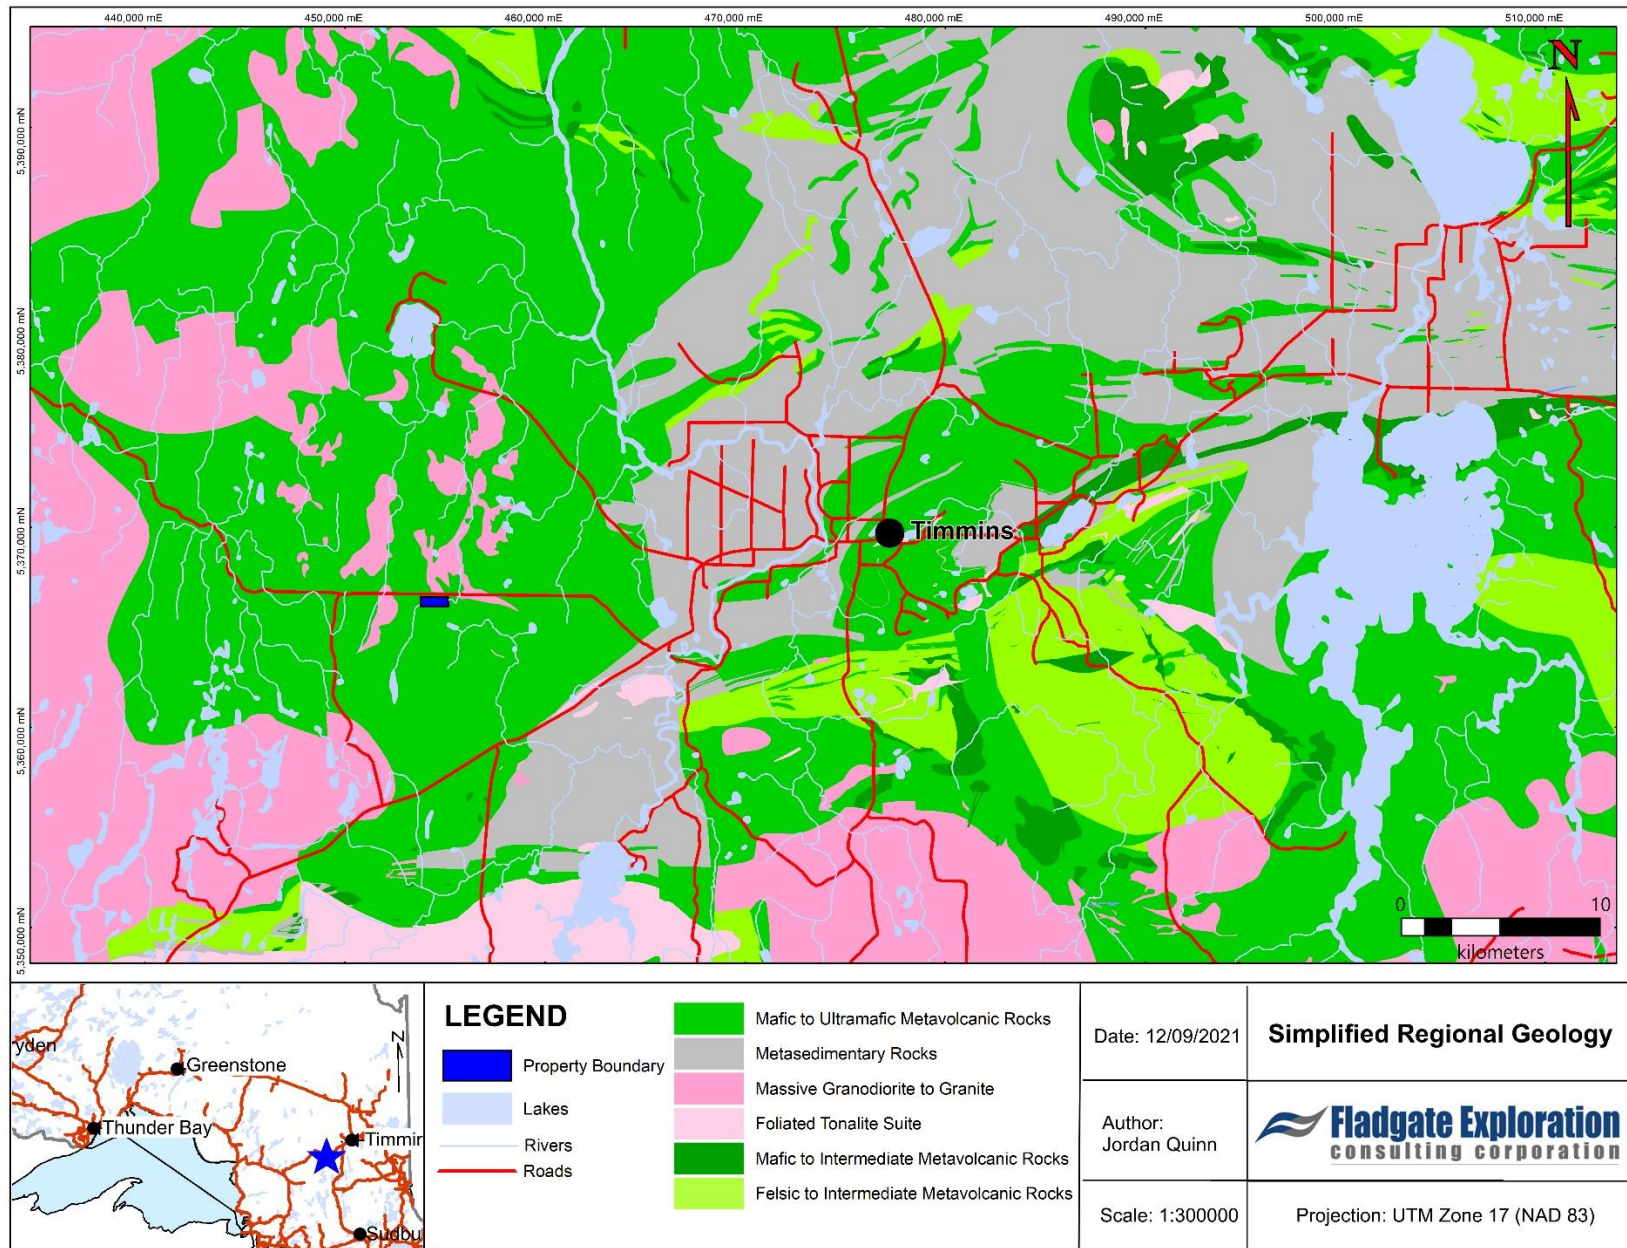 440,000 mE
450,000 mE
460,000 mE
470,000 mE
480,000 mE
490,000 mE
500,000 mE
510,000 mE
N
5,390,000 mN
5,380,000 mN
5,370,000 mN
5,360,000 mN
5,350,000 mN
Timmins
0 10
kilometers
yden
Greenstone
Thunder Bay
Timmir
Sudbu
N
LEGEND
Property Boundary
Lakes
Rivers
Roads
Mafic to Ultramafic Metavolcanic Rocks
Metasedimentary Rocks
Massive Granodiorite to Granite
Foliated Tonalite Suite
Mafic to Intermediate Metavolcanic Rocks
Felsic to Intermediate Metavolcanic Rocks
Date: 12/09/2021
Simplified Regional Geology
Author:
Jordan Quinn
Fladgate Exploration
consulting corporation
Scale: 1:300000
Projection: UTM Zone 17 (NAD 83)